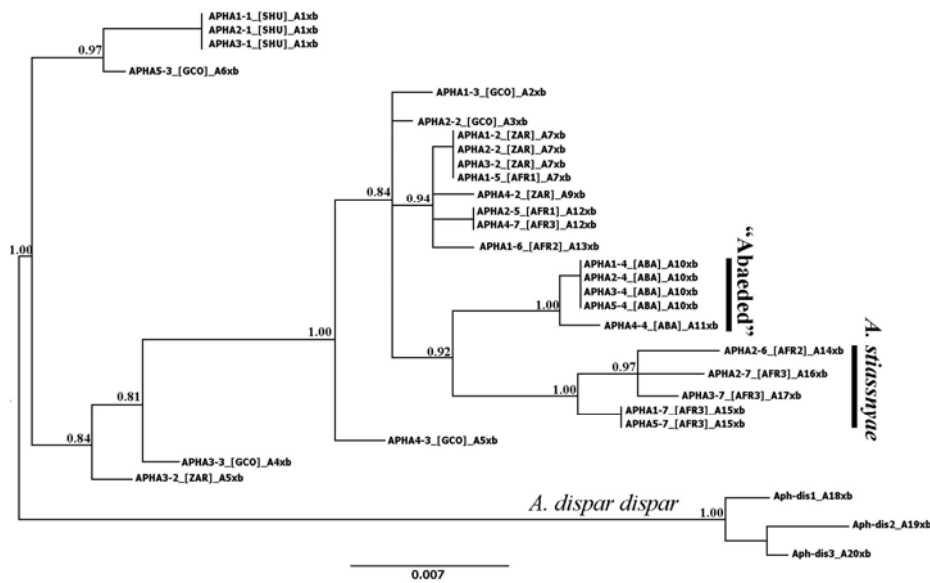 APHA1-1_[SHU]_A1xb
APHA2-1_[SHU]_A1xb
APHA3-1_[SHU]_A1xb
0.97
APHA5-3_[GCO]_A6xb
APHA1-3_[GCO]_A2xb
APHA2-2_[GCO]_A3xb
APHA1-2_[ZAR]_A7xb
APHA2-2_[ZAR]_A7xb
APHA3-2_[ZAR]_A7xb
APHA1-5_[AFR1]_A7xb
0.84
0.94
APHA4-2_[ZAR]_A9xb
APHA2-5_[AFR1]_A12xb
APHA4-7_[AFR3]_A12xb
APHA1-6_[AFR2]_A13xb
1.00
APHA1-4_[ABA]_A10xb
APHA2-4_[ABA]_A10xb
APHA3-4_[ABA]_A10xb
APHA5-4_[ABA]_A10xb
1.00
APHA4-4_[ABA]_A11xb
"Abaeded"
1.00
0.92
APHA2-6_[AFR2]_A14xb
0.97
APHA2-7_[AFR3]_A16xb
1.00
APHA3-7_[AFR3]_A17xb
APHA1-7_[AFR3]_A15xb
APHA5-7_[AFR3]_A15xb
A. stiassnyae
0.81
0.84
APHA4-3_[GCO]_A5xb
APHA3-3_[GCO]_A4xb
APHA3-2_[ZAR]_A5xb
A. dispar dispar
1.00
Aph-dis1_A18xb
Aph-dis2_A19xb
Aph-dis3_A20xb
0.007